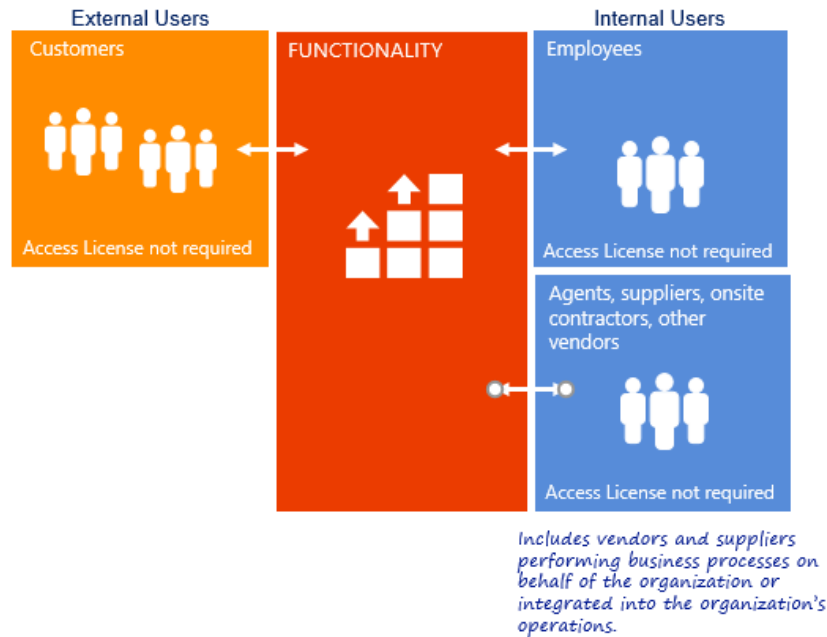 External Users
Internal Users
Customers
FUNCTIONALITY
Employees
Access License not required
Access License not required
Agents, suppliers, onsite
contractors, other
vendors
Access License not required
Includes vendors and suppliers
performing business processes on
behalf of the organization or
integrated into the organization's
operations.